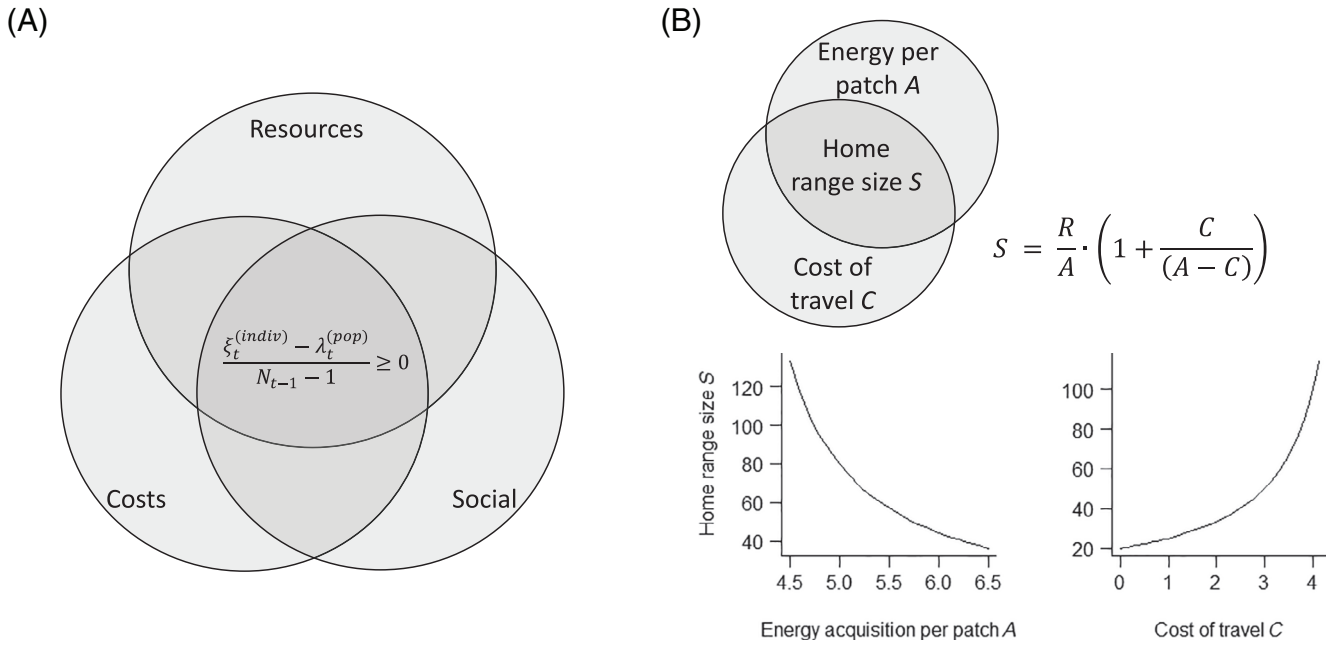 (A)
Resources
Costs
Social
ξ_t^(indiv) − λ_t^(pop)
N_{t−1} − 1
≥ 0
(B)
Energy per
patch A
Home
range size S
Cost of
travel C
S = R/A · (1 + C/(A − C))
Home range size S
120
100
80
60
40
4.5 5.0 5.5 6.0 6.5
Energy acquisition per patch A
100
80
60
40
20
0 1 2 3 4
Cost of travel C